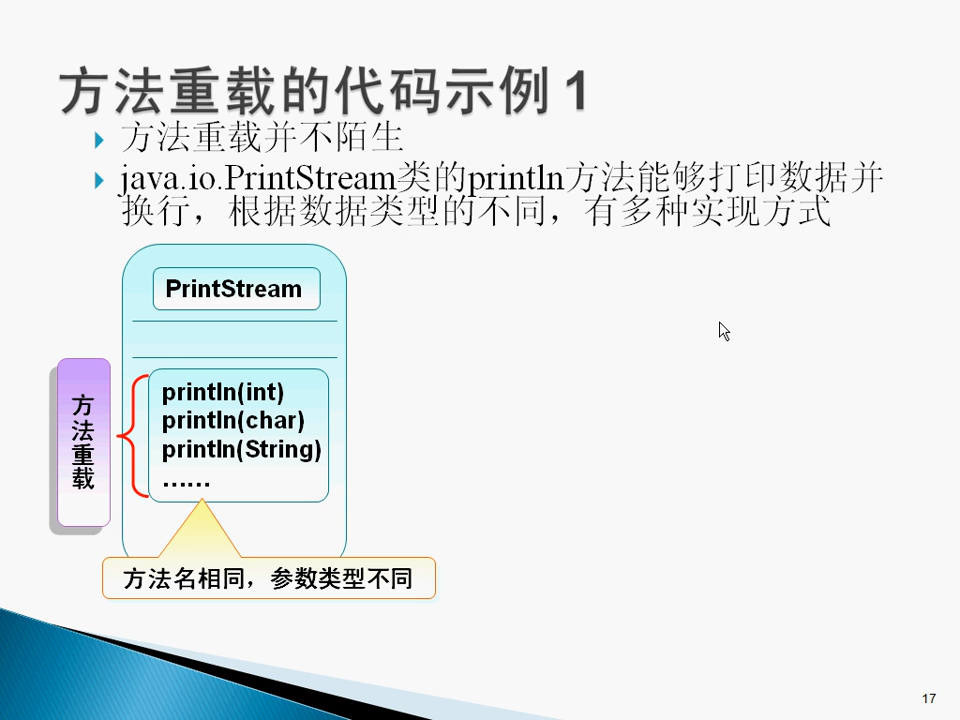 方法重载的代码示例1
方法重载并不陌生
java.io.PrintStream类的println方法能够打印数据并
换行，根据数据类型的不同，有多种实现方式
PrintStream
println(int)
println(char)
println(String)
……
方法重载
方法名相同，参数类型不同
17